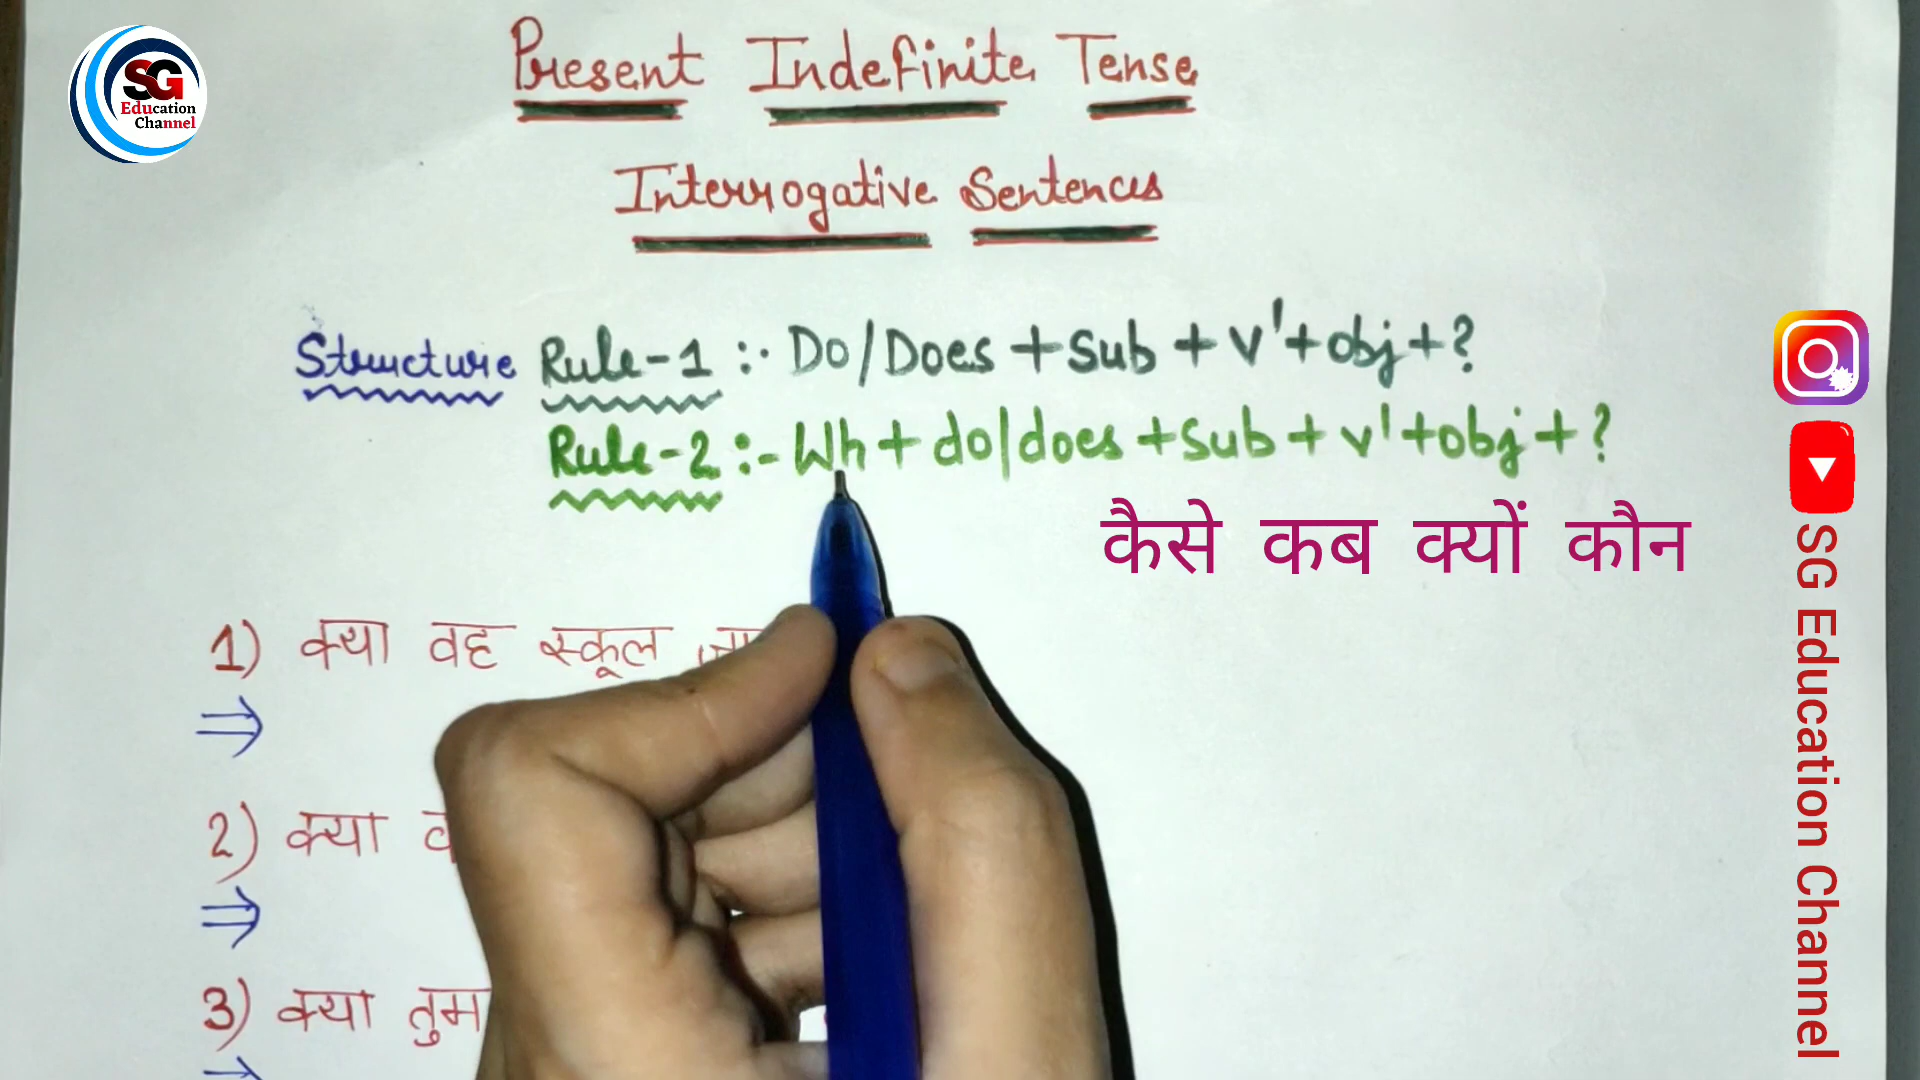 SG
Education
Channel
Present Indefinite Tense
Interrogative Sentences
Structure Rule-1 :- Do/Does + Sub + V¹ + obj + ?
Rule-2 :- Wh + do/does + Sub + V¹ + obj + ?
कैसे कब क्यों कौन
1) क्या वह स्कूल
⇒
2) क्या
⇒
3) क्या तुम
⇒
SG Education Channel